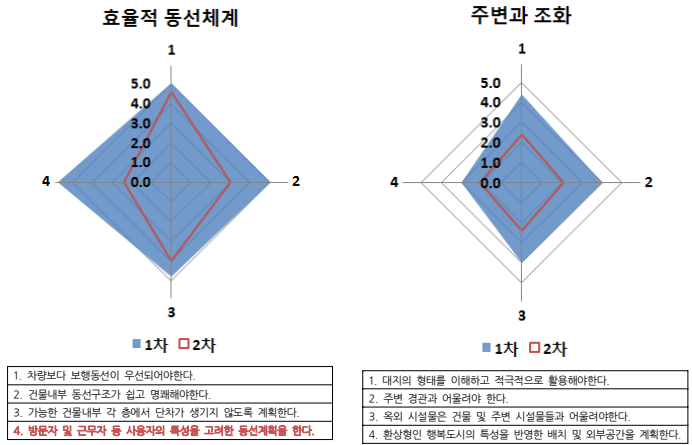 효율적 동선체계
1
5.0
4.0
3.0
2.0
1.0
0.0
4
2
3
1차 2차
1. 차량보다 보행동선이 우선되어야한다.
2. 건물내부 동선구조가 쉽고 명쾌해야한다.
3. 가능한 건물내부 각 층에서 단차가 생기지 않도록 계획한다.
4. 방문자 및 근무자 등 사용자의 특성을 고려한 동선계획을 한다.
주변과 조화
1
5.0
4.0
3.0
2.0
1.0
0.0
4
2
3
1차 2차
1. 대지의 형태를 이해하고 적극적으로 활용해야한다.
2. 주변 경관과 어울려야 한다.
3. 옥외 시설물은 건물 및 주변 시설물들과 어울려야한다.
4. 환상형인 행복도시의 특성을 반영한 배치 및 외부공간을 계획한다.